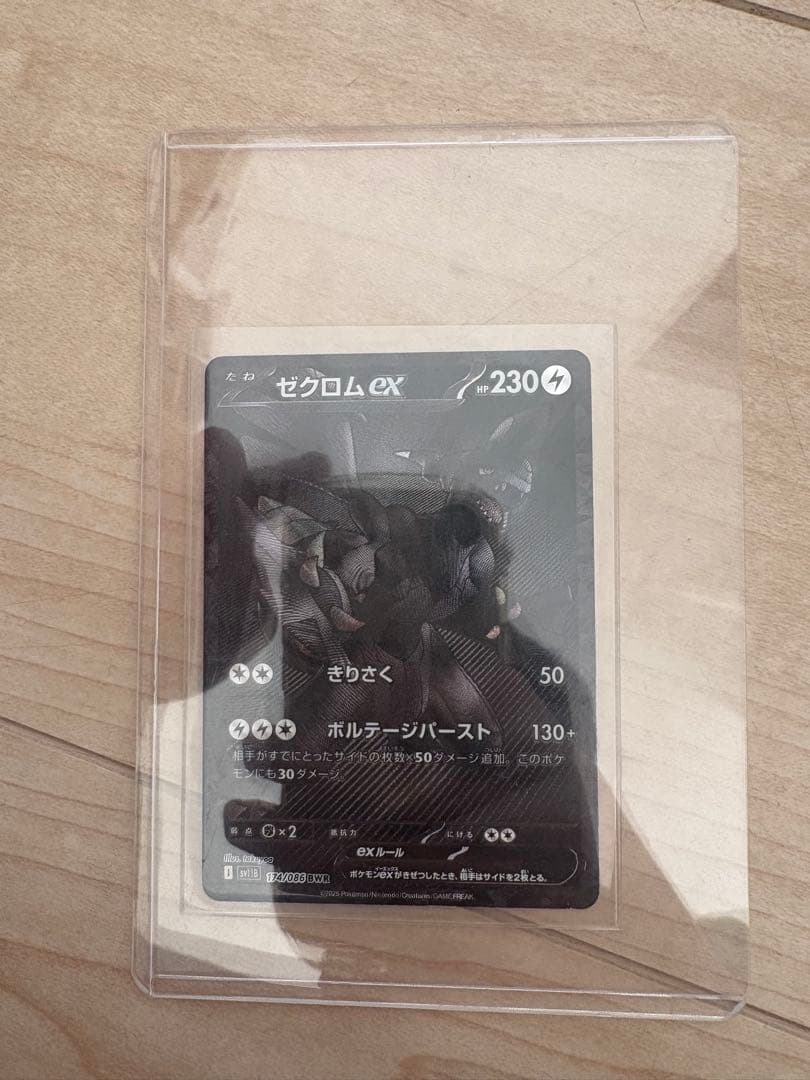 たね ゼクロムex HP230
きりさく 50
ボルテージバースト 130+
相手がすでにとったサイドの枚数×50ダメージ追加。このポケ
モンにも30ダメージ。
弱点 ×2 抵抗力 にげる
exルール
Illus. takuyoa
I sv11B 174/086 BWR ポケモンexがきぜつしたとき、相手はサイドを2枚とる。
©2025 Pokémon/Nintendo/Creatures/GAME FREAK.